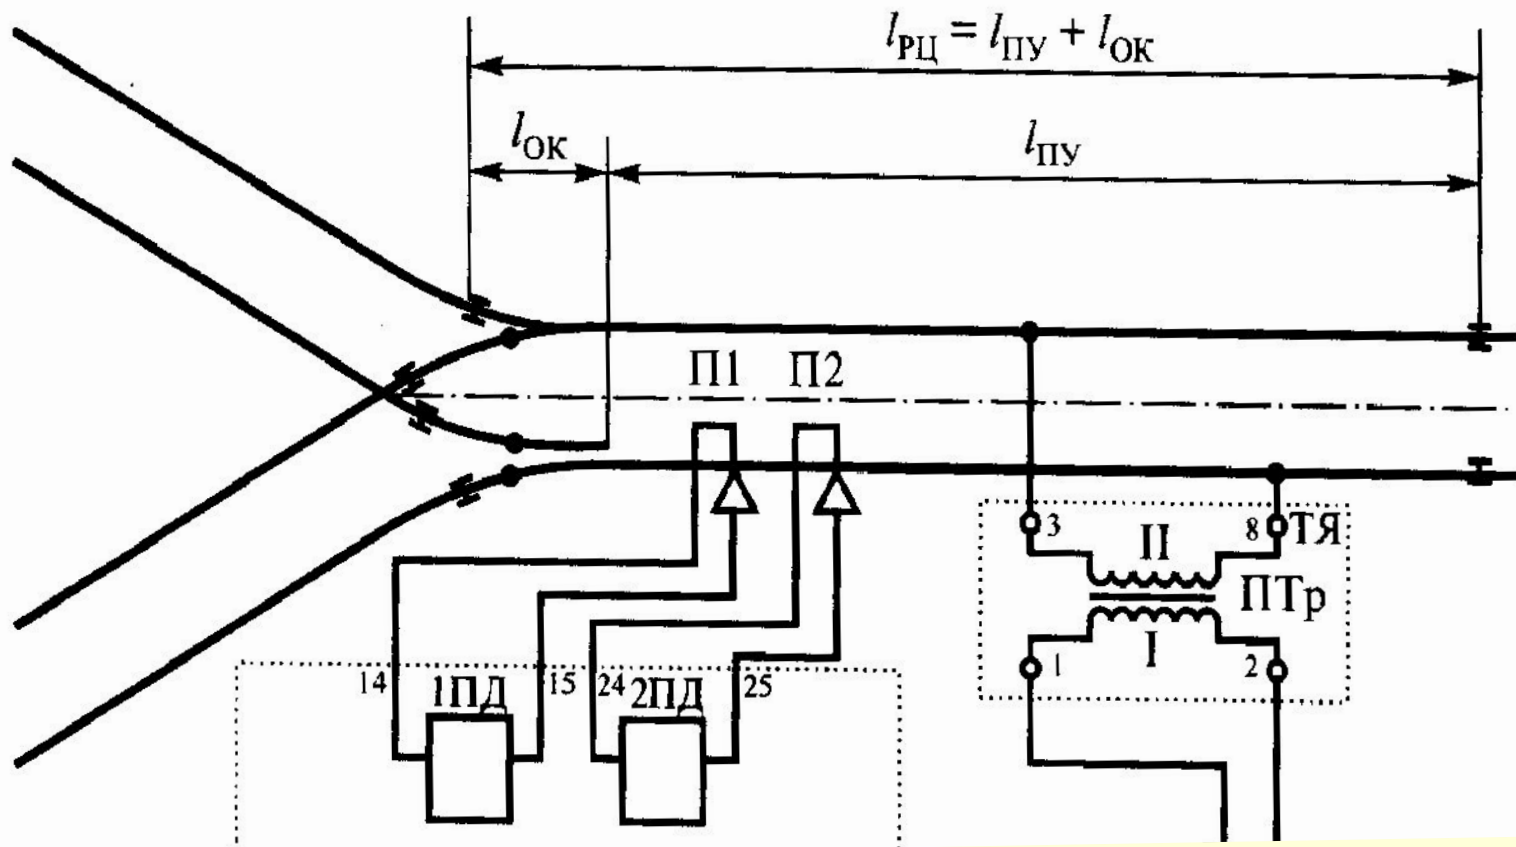 l_РЦ = l_ПУ + l_ОК
l_ОК
l_ПУ
П1 П2
3 II 8 ТЯ
ПТр
1 I 2
14 1ПД 15 24 2ПД 25